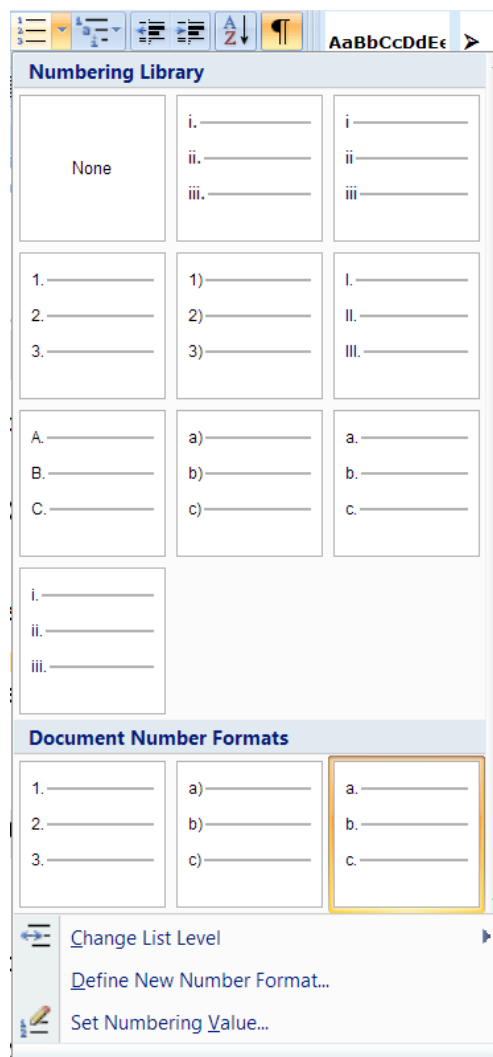 AaBbCcDdEe
Numbering Library
None
i.
ii.
iii.
i
ii
iii
1.
2.
3.
1)
2)
3)
I.
II.
III.
A.
B.
C.
a)
b)
c)
a.
b.
c.
i.
ii.
iii.
Document Number Formats
1.
2.
3.
a)
b)
c)
a.
b.
c.
Change List Level
Define New Number Format...
Set Numbering Value...